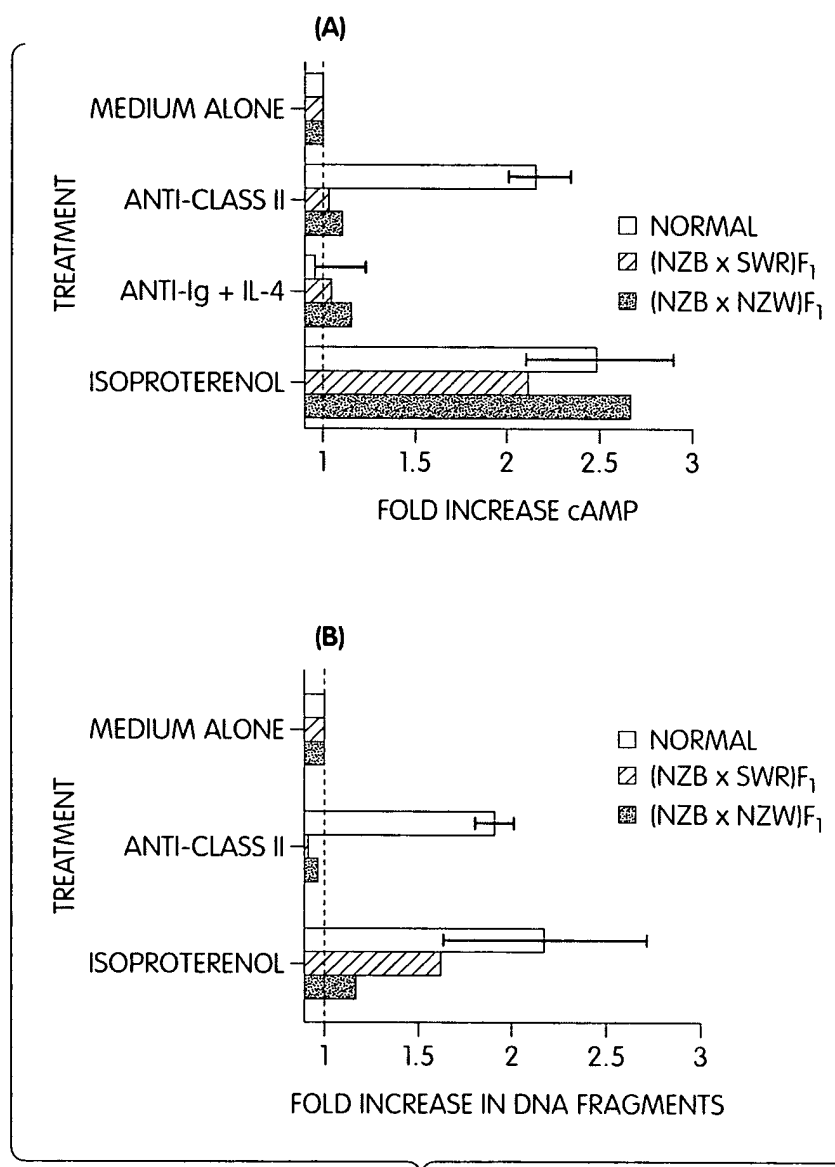 (A)
TREATMENT
MEDIUM ALONE
ANTI-CLASS II
ANTI-Ig + IL-4
ISOPROTERENOL
NORMAL
(NZB x SWR)F1
(NZB x NZW)F1
1 1.5 2 2.5 3
FOLD INCREASE cAMP
(B)
TREATMENT
MEDIUM ALONE
ANTI-CLASS II
ISOPROTERENOL
NORMAL
(NZB x SWR)F1
(NZB x NZW)F1
1 1.5 2 2.5 3
FOLD INCREASE IN DNA FRAGMENTS